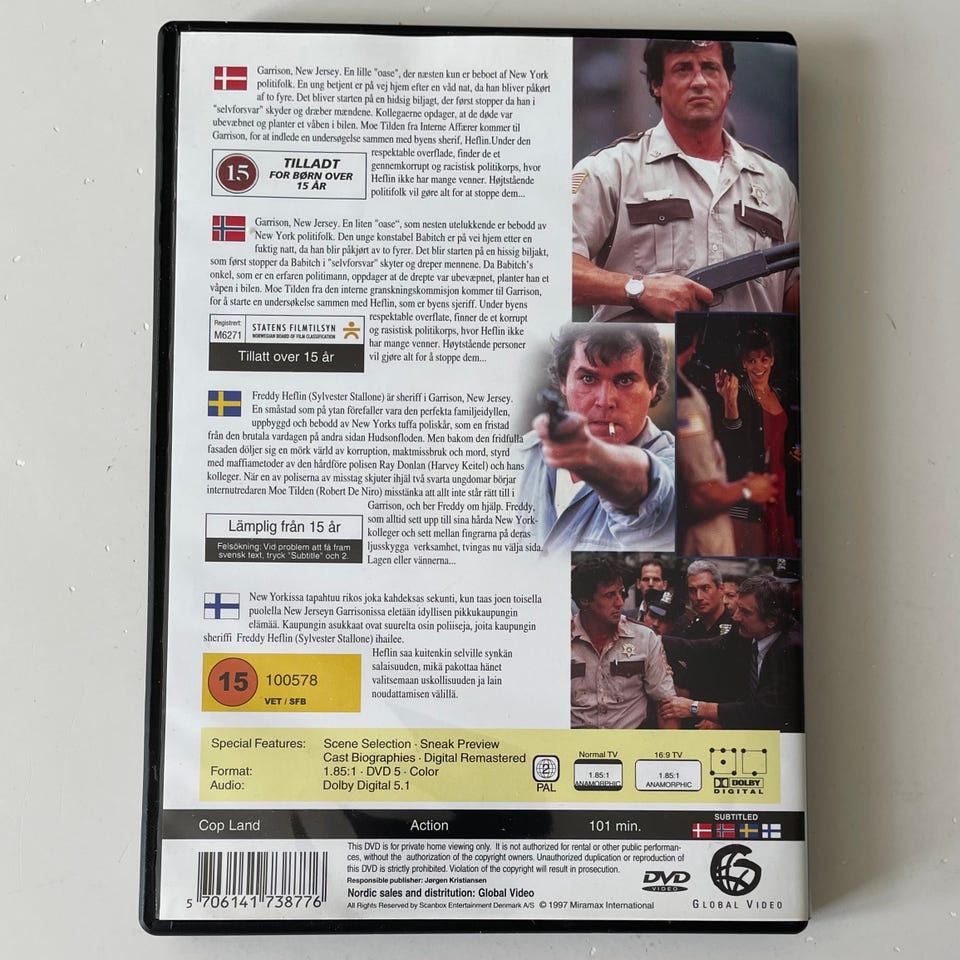 Garrison, New Jersey. En lille "oase", der næsten kun er beboet af New York
politifolk. En ung betjent er på vej hjem efter en våd nat, da han bliver påkørt
af to fyre. Det bliver starten på en hidsig biljagt, der først stopper da han i
"selvforsvar" skyder og dræber mændene. Kollegaerne opdager, at de døde var
ubevæbnet og planter et våben i bilen. Moe Tilden fra Interne Affærer kommer til
Garrison, for at indlede en undersøgelse sammen med byens sherif, Heflin.Under den
respektable overflade, finder de et
gennemkorrupt og racistisk politikorps, hvor
Heflin ikke har mange venner. Højtstående
politifolk vil gøre alt for at stoppe dem...
15
TILLADT
FOR BØRN OVER
15 ÅR
Garrison, New Jersey. En liten "oase“, som nesten utelukkende er bebodd av
New York politifolk. Den unge konstabel Babitch er på vei hjem etter en
fuktig natt, da han blir påkjørt av to fyrer. Det blir starten på en hissig biljakt,
som først stopper da Babitch i "selvforsvar" skyter og dreper mennene. Da Babitch's
onkel, som er en erfaren politimann, oppdager at de drepte var ubevæpnet, planter han et
våpen i bilen. Moe Tilden fra den interne granskningskommisjon kommer til Garrison,
for å starte en undersøkelse sammen med Heflin, som er byens sjeriff. Under byens
respektable overflate, finner de et korrupt
og rasistisk politikorps, hvor Heflin ikke
har mange venner. Høytstående personer
vil gjøre alt for å stoppe dem...
Registrert:
M6271
STATENS FILMTILSYN
NORWEGIAN BOARD OF FILM CLASSIFICATION
Tillatt over 15 år
Freddy Heflin (Sylvester Stallone) är sheriff i Garrison, New Jersey.
En småstad som på ytan förefaller vara den perfekta familjeidyllen,
uppbyggd och bebodd av New Yorks tuffa poliskår, som en fristad
från den brutala vardagen på andra sidan Hudsonfloden. Men bakom den fridfulla
fasaden döljer sig en mörk värld av korruption, maktmissbruk och mord, styrd
med maffiametoder av den hårdföre polisen Ray Donlan (Harvey Keitel) och hans
kolleger. När en av poliserna av misstag skjuter ihjäl två svarta ungdomar börjar
internutredaren Moe Tilden (Robert De Niro) misstänka att allt inte står rätt till i
Garrison, och ber Freddy om hjälp. Freddy,
som alltid sett upp till sina hårda New York-
kolleger och sett mellan fingrarna på deras
ljusskygga verksamhet, tvingas nu välja sida.
Lagen eller vännerna...
Lämplig från 15 år
Felsökning: Vid problem att få fram
svensk text, tryck "Subtitle" och 2.
New Yorkissa tapahtuu rikos joka kahdeksas sekunti, kun taas joen toisella
puolella New Jerseyn Garrisonissa eletään idyllisen pikkukaupungin
elämää. Kaupungin asukkaat ovat suurelta osin poliiseja, joita kaupungin
sheriffi Freddy Heflin (Sylvester Stallone) ihailee.
Heflin saa kuitenkin selville synkän
salaisuuden, mikä pakottaa hänet
valitsemaan uskollisuuden ja lain
noudattamisen välillä.
15
100578
VET / SFB
Special Features: Scene Selection · Sneak Preview
Cast Biographies · Digital Remastered
Format: 1.85:1 · DVD 5 · Color
Audio: Dolby Digital 5.1
2
PAL
Normal TV
1.85:1
ANAMORPHIC
16:9 TV
1.85:1
ANAMORPHIC
DOLBY
DIGITAL
Cop Land Action 101 min.
SUBTITLED
This DVD is for private home viewing only. It is not authorized for rental or other public performan-
ces, without the authorization of the copyright owners. Unauthorized duplication or reproduction of
this DVD is strictly prohibited. Violation of the copyright will result in prosecution.
Responsible publisher: Jørgen Kristiansen
Nordic sales and distribution: Global Video
All Rights Reserved by Scanbox Entertainment Denmark A/S © 1997 Miramax International
5 706141 738776
DVD
VIDEO
GLOBAL VIDEO